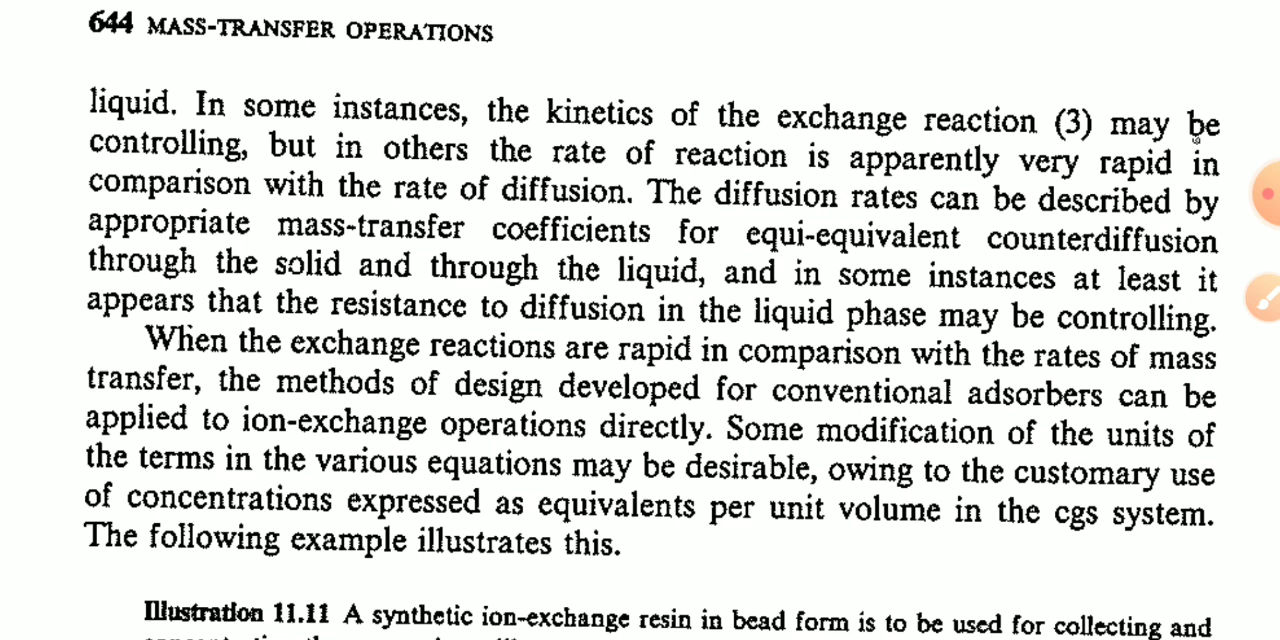 644 MASS-TRANSFER OPERATIONS
liquid. In some instances, the kinetics of the exchange reaction (3) may be
controlling, but in others the rate of reaction is apparently very rapid in
comparison with the rate of diffusion. The diffusion rates can be described by
appropriate mass-transfer coefficients for equi-equivalent counterdiffusion
through the solid and through the liquid, and in some instances at least it
appears that the resistance to diffusion in the liquid phase may be controlling.
When the exchange reactions are rapid in comparison with the rates of mass
transfer, the methods of design developed for conventional adsorbers can be
applied to ion-exchange operations directly. Some modification of the units of
the terms in the various equations may be desirable, owing to the customary use
of concentrations expressed as equivalents per unit volume in the cgs system.
The following example illustrates this.
Illustration 11.11 A synthetic ion-exchange resin in bead form is to be used for collecting and